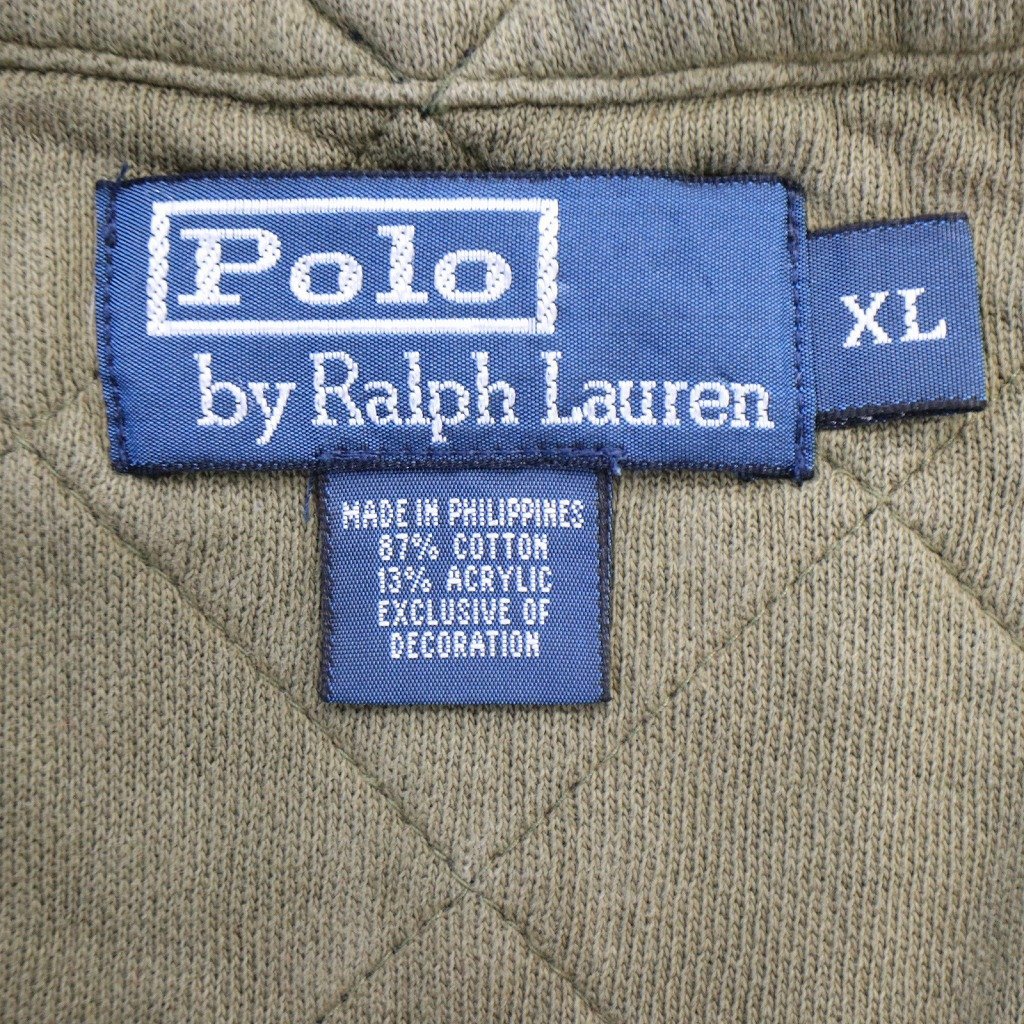 Polo
by Ralph Lauren
XL
MADE IN PHILIPPINES
87% COTTON
13% ACRYLIC
EXCLUSIVE OF
DECORATION